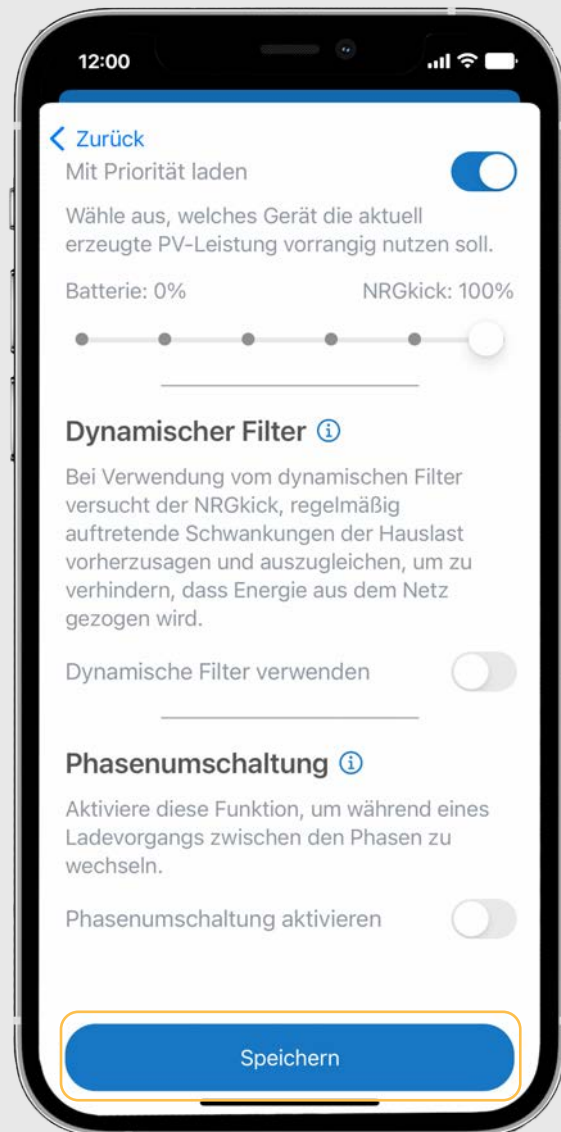 12:00
Zurück
Mit Priorität laden
Wähle aus, welches Gerät die aktuell
erzeugte PV-Leistung vorrangig nutzen soll.
Batterie: 0% NRGkick: 100%
Dynamischer Filter
Bei Verwendung vom dynamischen Filter
versucht der NRGkick, regelmäßig
auftretende Schwankungen der Hauslast
vorherzusagen und auszugleichen, um zu
verhindern, dass Energie aus dem Netz
gezogen wird.
Dynamische Filter verwenden
Phasenumschaltung
Aktiviere diese Funktion, um während eines
Ladevorgangs zwischen den Phasen zu
wechseln.
Phasenumschaltung aktivieren
Speichern